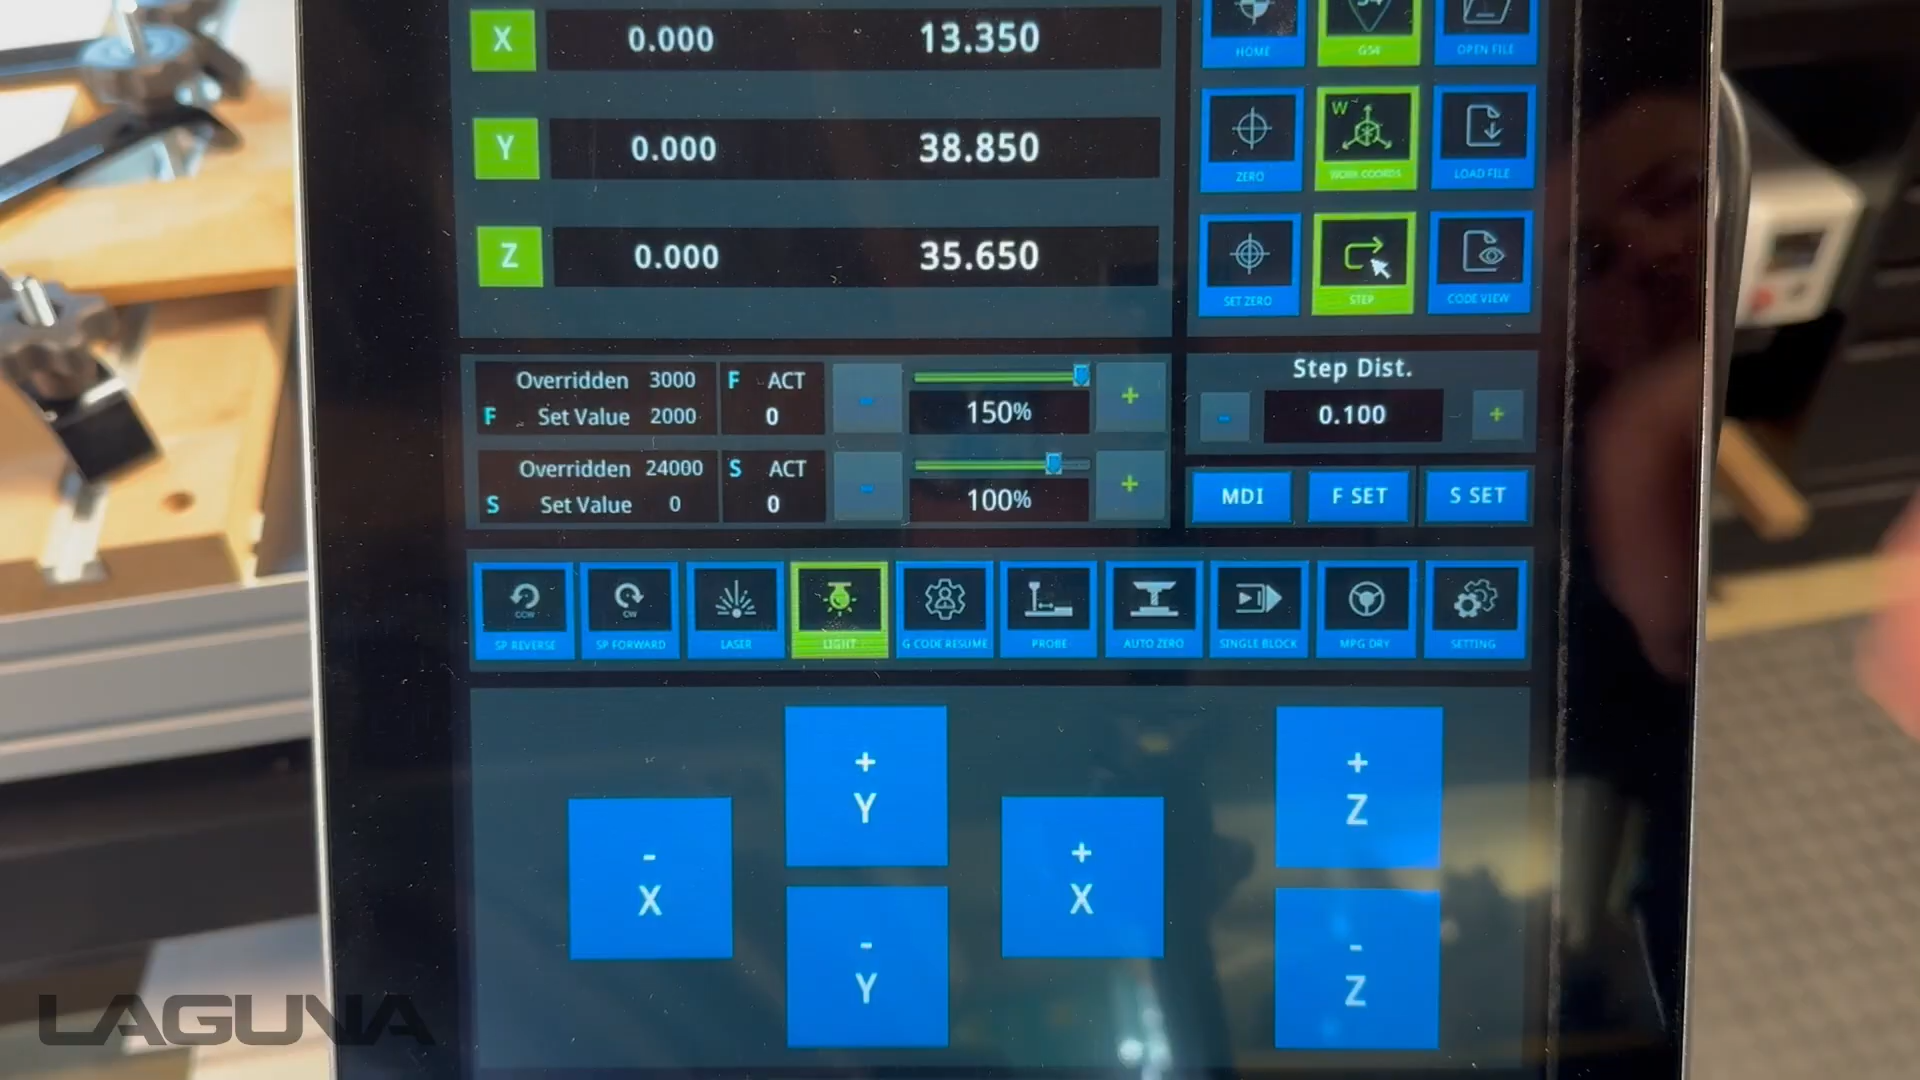 X 0.000 13.350
HOME G54 OPEN FILE
Y 0.000 38.850
W
ZERO WORK COORDS LOAD FILE
Z 0.000 35.650
SET ZERO STEP CODE VIEW
Overridden 3000 F ACT
F Set Value 2000 0 - 150% +
Step Dist.
- 0.100 +
Overridden 24000 S ACT
S Set Value 0 0 - 100% +
MDI F SET S SET
CCW CW
SP REVERSE SP FORWARD LASER LIGHT G CODE RESUME PROBE AUTO ZERO SINGLE BLOCK MPG DRY SETTING
+ Y
+ Z
- X
+ X
- Y
- Z
LAGUNA